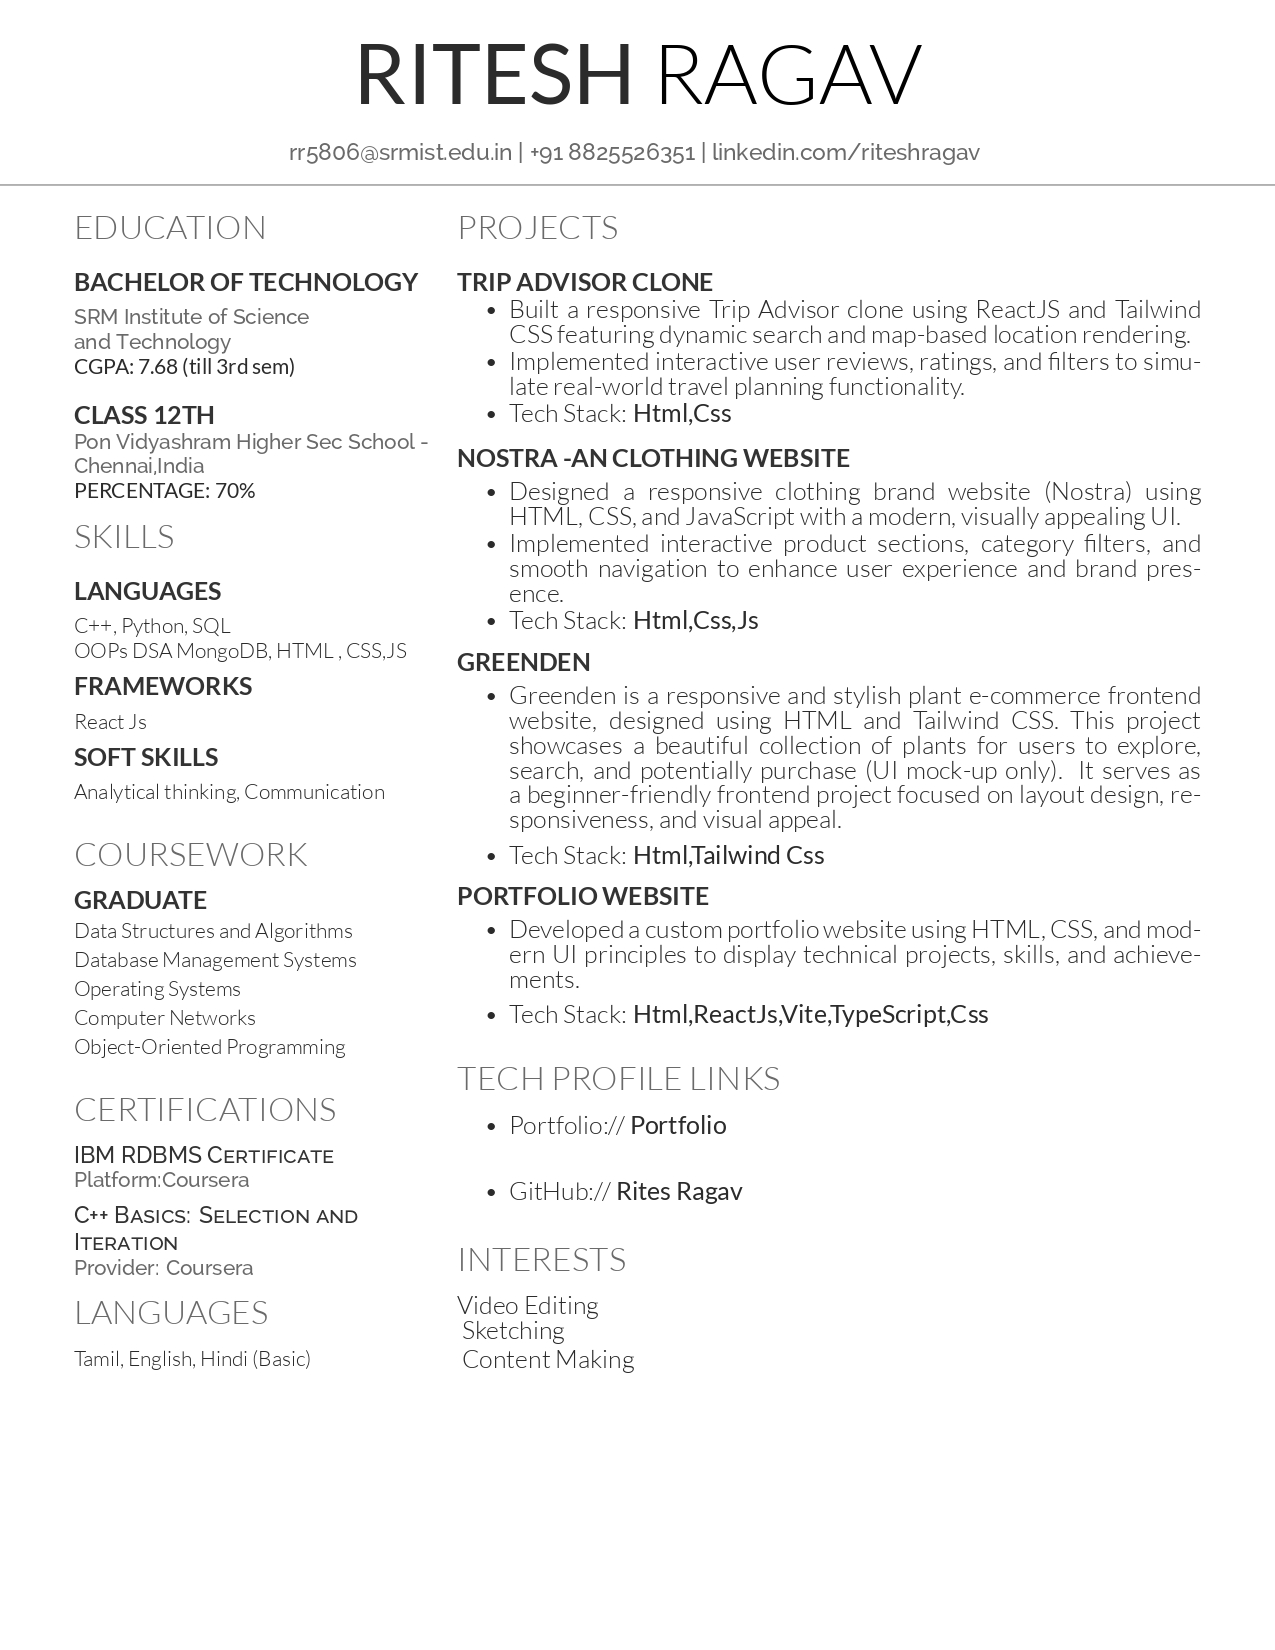 RITESH RAGAV
rr5806@srmist.edu.in | +91 8825526351 | linkedin.com/riteshragav
EDUCATION
BACHELOR OF TECHNOLOGY
SRM Institute of Science
and Technology
CGPA: 7.68 (till 3rd sem)
CLASS 12TH
Pon Vidyashram Higher Sec School -
Chennai,India
PERCENTAGE: 70%
SKILLS
LANGUAGES
C++, Python, SQL
OOPs DSA MongoDB, HTML , CSS,JS
FRAMEWORKS
React Js
SOFT SKILLS
Analytical thinking, Communication
COURSEWORK
GRADUATE
Data Structures and Algorithms
Database Management Systems
Operating Systems
Computer Networks
Object-Oriented Programming
CERTIFICATIONS
IBM RDBMS CERTIFICATE
Platform:Coursera
C++ BASICS: SELECTION AND
ITERATION
Provider: Coursera
LANGUAGES
Tamil, English, Hindi (Basic)
PROJECTS
TRIP ADVISOR CLONE
• Built a responsive Trip Advisor clone using ReactJS and Tailwind
CSS featuring dynamic search and map-based location rendering.
• Implemented interactive user reviews, ratings, and filters to simu-
late real-world travel planning functionality.
• Tech Stack: Html,Css
NOSTRA -AN CLOTHING WEBSITE
• Designed a responsive clothing brand website (Nostra) using
HTML, CSS, and JavaScript with a modern, visually appealing UI.
• Implemented interactive product sections, category filters, and
smooth navigation to enhance user experience and brand pres-
ence.
• Tech Stack: Html,Css,Js
GREENDEN
• Greenden is a responsive and stylish plant e-commerce frontend
website, designed using HTML and Tailwind CSS. This project
showcases a beautiful collection of plants for users to explore,
search, and potentially purchase (UI mock-up only). It serves as
a beginner-friendly frontend project focused on layout design, re-
sponsiveness, and visual appeal.
• Tech Stack: Html,Tailwind Css
PORTFOLIO WEBSITE
• Developed a custom portfolio website using HTML, CSS, and mod-
ern UI principles to display technical projects, skills, and achieve-
ments.
• Tech Stack: Html,ReactJs,Vite,TypeScript,Css
TECH PROFILE LINKS
• Portfolio:// Portfolio
• GitHub:// Rites Ragav
INTERESTS
Video Editing
Sketching
Content Making